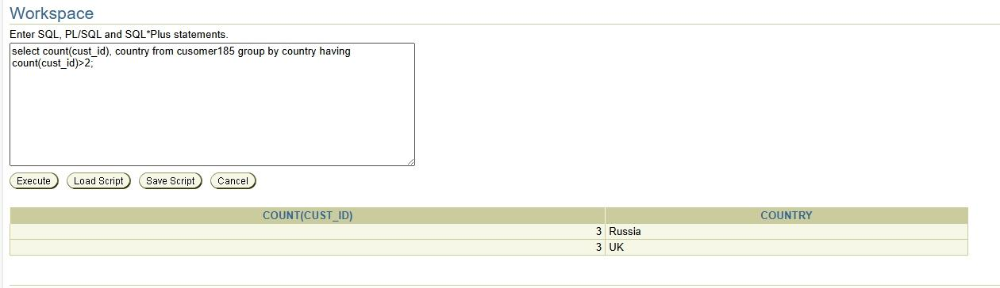 Workspace
Enter SQL, PL/SQL and SQL*Plus statements.
select count(cust_id), country from cusomer185 group by country having
count(cust_id)>2;
Execute Load Script Save Script Cancel
COUNT(CUST_ID) COUNTRY
3 Russia
3 UK